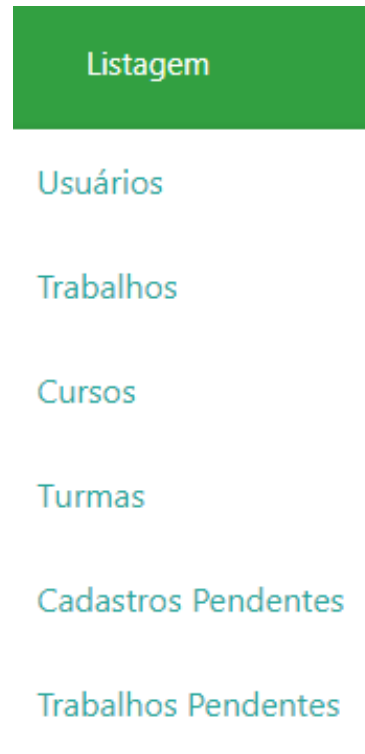 Listagem
Usuários
Trabalhos
Cursos
Turmas
Cadastros Pendentes
Trabalhos Pendentes